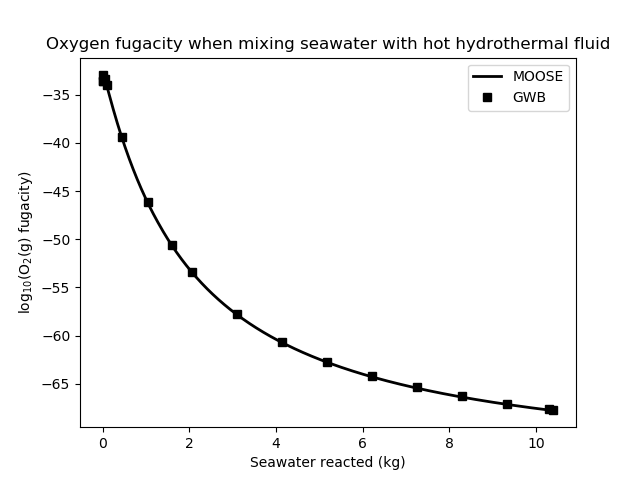 Oxygen fugacity when mixing seawater with hot hydrothermal fluid
MOOSE
GWB
−35
−40
−45
−50
−55
−60
−65
log₁₀(O₂(g) fugacity)
0 2 4 6 8 10
Seawater reacted (kg)